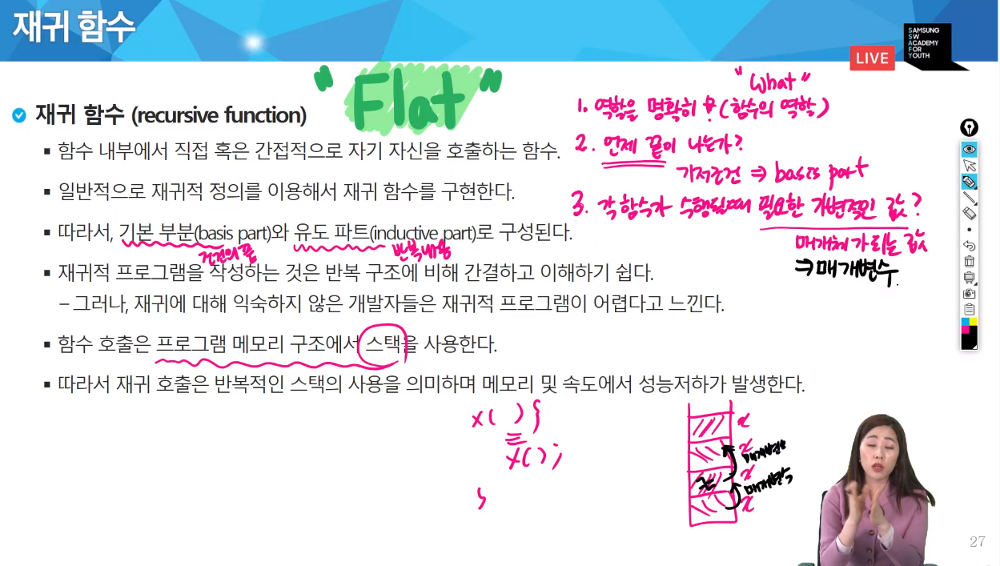 재귀 함수
SAMSUNG
SW
ACADEMY
FOR
YOUTH
LIVE
"Flat"
"What"
1. 역할을 명확히 (함수의 역할)
2. 언제 끝이 나는가?
기저조건 ⇒ basis part
3. 각 함수가 수행될때 필요한 가변적인 값?
매개체가 되는 값
⇒ 매개변수.
재귀 함수 (recursive function)
▪ 함수 내부에서 직접 혹은 간접적으로 자기 자신을 호출하는 함수.
▪ 일반적으로 재귀적 정의를 이용해서 재귀 함수를 구현한다.
▪ 따라서, 기본 부분(basis part)와 유도 파트(inductive part)로 구성된다.
반복내용
▪ 재귀적 프로그램을 작성하는 것은 반복 구조에 비해 간결하고 이해하기 쉽다.
– 그러나, 재귀에 대해 익숙하지 않은 개발자들은 재귀적 프로그램이 어렵다고 느낀다.
▪ 함수 호출은 프로그램 메모리 구조에서 스택을 사용한다.
▪ 따라서 재귀 호출은 반복적인 스택의 사용을 의미하며 메모리 및 속도에서 성능저하가 발생한다.
x( ) {
x();
}
x
x
매개변수
x
매개변수
x
27